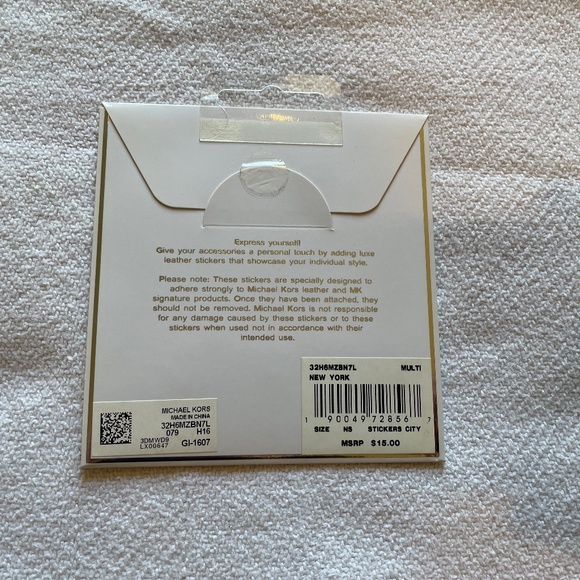 Express yourself!
Give your accessories a personal touch by adding luxe
leather stickers that showcase your individual style.
Please note: These stickers are specially designed to
adhere strongly to Michael Kors leather and MK
signature products. Once they have been attached, they
should not be removed. Michael Kors is not responsible
for any damage caused by these stickers or to these
stickers when used not in accordance with their
intended use.
32H6MZBN7L MULTI
NEW YORK
1 90049 72856 7
SIZE NS STICKERS CITY
MSRP $15.00
MICHAEL KORS
MADE IN CHINA
32H6MZBN7L
079 H16
3DMWD9
LX00647 GI-1607